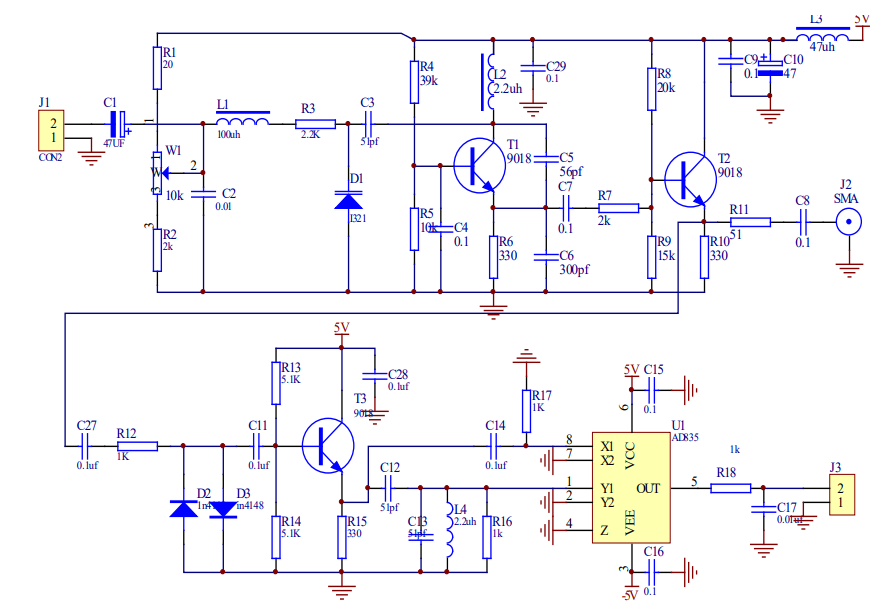 L3
5V
47uh
R1
20
R4
39k
L2
2.2uh
C29
0.1
R8
20k
C9
0.1
C10
47
J1
2
1
CON2
C1
47UF
+
1
L1
100uh
R3
2.2K
C3
51pf
T1
9018
C5
56pf
T2
9018
W1
W
1
2
3
10k
C2
0.01
D1
1321
C7
0.1
R7
2k
J2
SMA
3
R2
2k
R5
10k
C4
0.1
R6
330
C6
300pf
R9
15k
R10
330
R11
51
C8
0.1
5V
R13
5.1K
C28
0.1uf
T3
9018
R17
1K
5V
C15
0.1
6
U1
AD835
C27
0.1uf
R12
1K
C11
0.1uf
C14
0.1uf
8
X1
7
X2
VCC
1
Y1
2
Y2
OUT
5
4
Z
VEE
3
1k
R18
J3
2
1
C17
0.01uf
D2
D3
in4148
C12
51pf
C13
51pf
L4
2.2uh
R14
5.1K
R15
330
R16
1k
C16
0.1
-5V